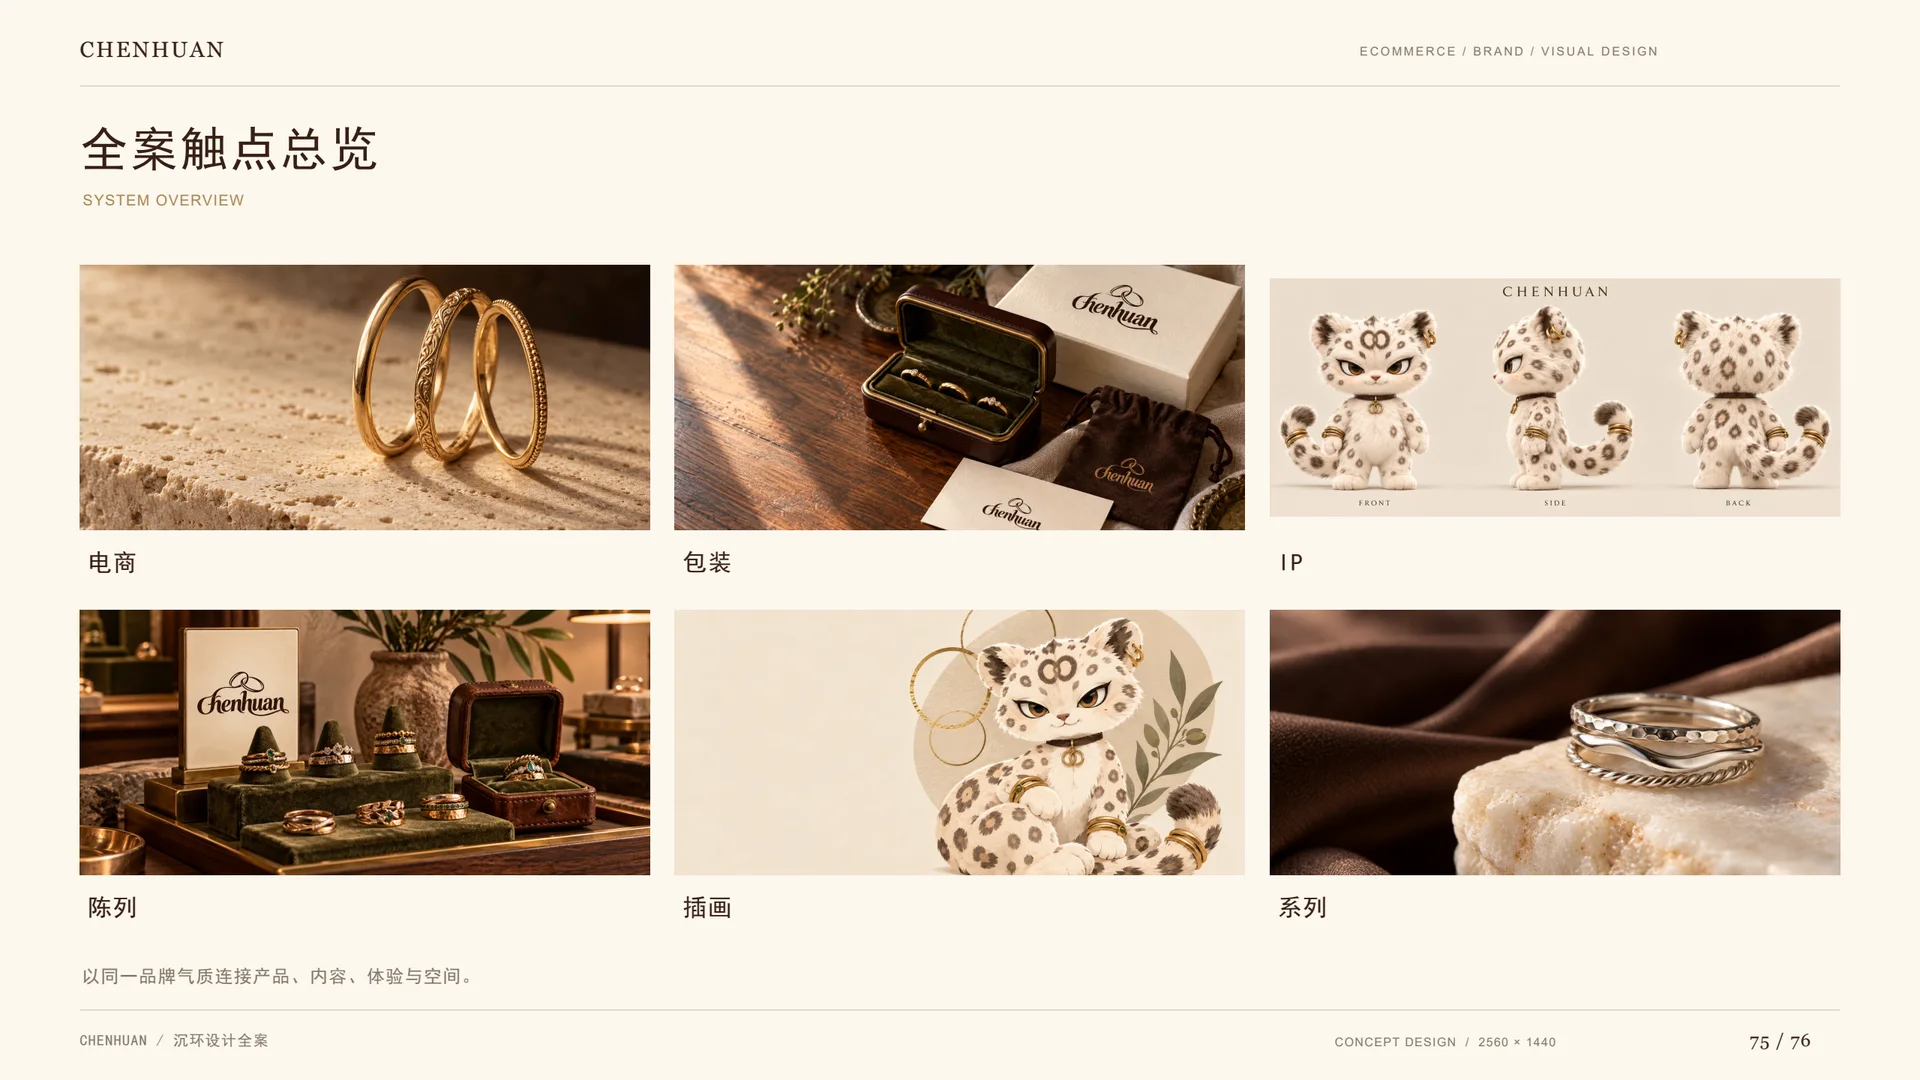 CHENHUAN
ECOMMERCE / BRAND / VISUAL DESIGN
全案触点总览
SYSTEM OVERVIEW
Chenhuan
Chenhuan
Chenhuan
CHENHUAN
FRONT
SIDE
BACK
电商
包装
IP
Chenhuan
陈列
插画
系列
以同一品牌气质连接产品、内容、体验与空间。
CHENHUAN / 沉环设计全案
CONCEPT DESIGN / 2560 × 1440
75 / 76